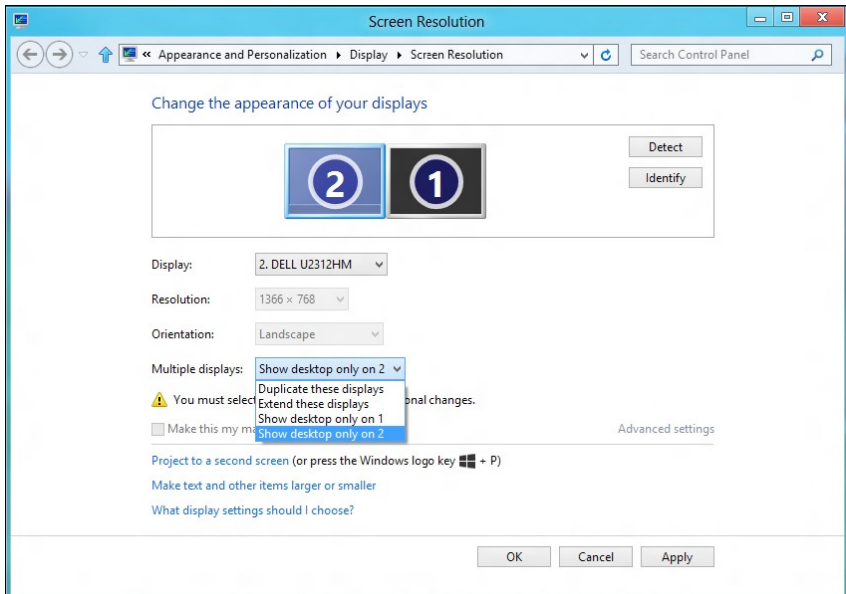 Screen Resolution
« Appearance and Personalization Display Screen Resolution Search Control Panel
Change the appearance of your displays
2 1
Detect
Identify
Display: 2. DELL U2312HM
Resolution: 1366 × 768
Orientation: Landscape
Multiple displays: Show desktop only on 2
Duplicate these displays
Extend these displays
Show desktop only on 1
Show desktop only on 2
You must selec onal changes.
Make this my m Advanced settings
Project to a second screen (or press the Windows logo key + P)
Make text and other items larger or smaller
What display settings should I choose?
OK Cancel Apply